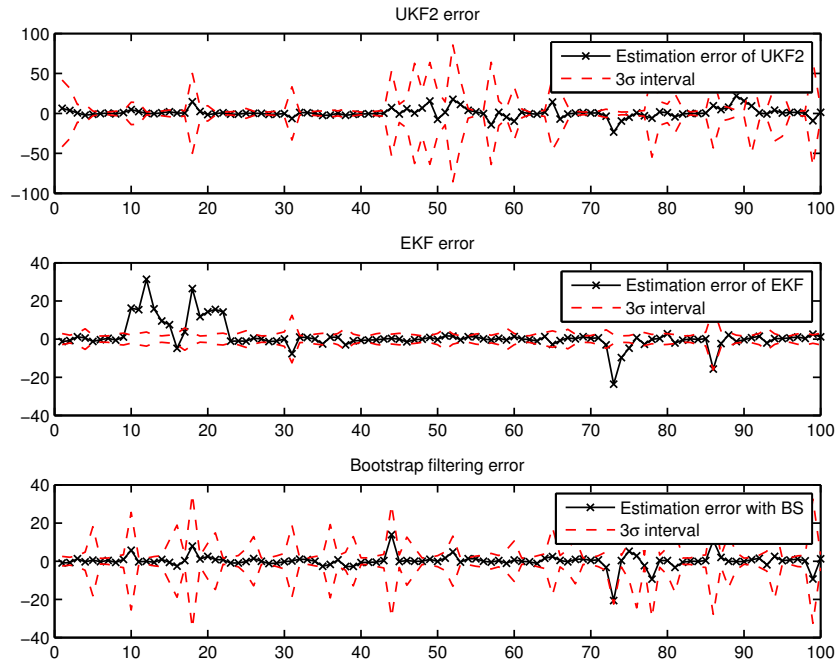 UKF2 error
100
50
0
−50
−100
Estimation error of UKF2
3σ interval
0 10 20 30 40 50 60 70 80 90 100
EKF error
40
20
0
−20
−40
Estimation error of EKF
3σ interval
0 10 20 30 40 50 60 70 80 90 100
Bootstrap filtering error
40
20
0
−20
−40
Estimation error with BS
3σ interval
0 10 20 30 40 50 60 70 80 90 100